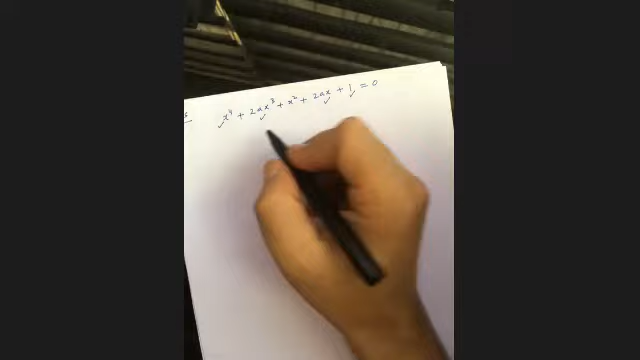 x⁴ + 2ax³ + x² + 2ax + 1 = 0